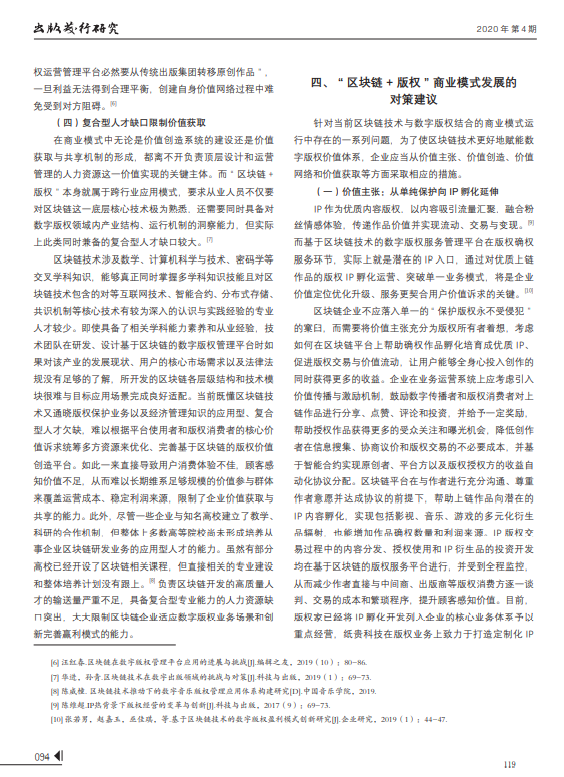 出版发行研究
2020年第4期
权运营管理平台必然要从传统出版集团转移原创作品”，
一旦利益无法得到合理平衡，创建自身价值网络过程中难
免受到对方阻碍。[6]
（四）复合型人才缺口限制价值获取
在商业模式中无论是价值创造系统的建设还是价值
获取与共享机制的形成，都离不开负责顶层设计和运营
管理的人力资源这一价值实现的关键主体。而“区块链+
版权”本身就属于跨行业应用模式，要求从业人员不仅要
对区块链这一底层核心技术极为熟悉，还需要同时具备对
数字版权领域内产业结构、运行机制的洞察能力，但实际
上此类同时兼备的复合型人才缺口较大。[7]
区块链技术涉及数学、计算机科学与技术、密码学等
交叉学科知识，能够真正同时掌握多学科知识技能且对区
块链技术包含的对等互联网技术、智能合约、分布式存储、
共识机制等核心技术有较为深入的认识与实践经验的专业
人才较少。即使具备了相关学科能力素养和从业经验，技
术团队在研发、设计基于区块链的数字版权管理平台时如
果对该产业的发展现状、用户的核心市场需求以及法律法
规没有足够的了解，所开发的区块链各层级结构和技术模
块很难与目标应用场景完成良好适配。当前既懂区块链技
术又通晓版权保护业务以及经济管理知识的应用型、复合
型人才欠缺，难以根据平台使用者和版权消费者的核心价
值诉求统筹多方资源来优化、完善基于区块链的版权价值
创造平台。如此一来直接导致用户消费体验不佳，顾客感
知价值不足，从而难以长期维系足够规模的价值参与群体
来覆盖运营成本、稳定利润来源，限制了企业价值获取与
共享的能力。此外，尽管一些企业与知名高校建立了教学、
科研的合作机制，但整体上多数高等院校尚未形成培养从
事企业区块链研发业务的应用型人才的能力。虽然有部分
高校已经开设了区块链相关课程，但直接相关的专业建设
和整体培养计划没有跟上。[8]负责区块链开发的高质量人
才的输送量严重不足，具备复合型专业能力的人力资源缺
口突出，大大限制区块链企业适应数字版权业务场景和创
新完善赢利模式的能力。
四、“区块链+版权”商业模式发展的
对策建议
针对当前区块链技术与数字版权结合的商业模式运
行中存在的一系列问题，为了使区块链技术更好地赋能数
字版权价值体系，企业应当从价值主张、价值创造、价值
网络和价值获取等方面采取相应的措施。
（一）价值主张：从单纯保护向IP孵化延伸
IP作为优质内容版权，以内容吸引流量汇聚，融合粉
丝情感体验，传递作品价值并实现流动、交易与变现。[9]
而基于区块链技术的数字版权服务管理平台在版权确权
服务环节，实际上就是潜在的IP入口，通过对优质上链
作品的版权IP孵化运营、突破单一业务模式，将是企业
价值定位优化升级、服务更契合用户价值诉求的关键。[10]
区块链企业不应落入单一的“保护版权永不受侵犯”
的窠臼，而需要将价值主张充分为版权所有者着想，考虑
如何在区块链平台上帮助确权作品孵化培育成优质IP、
促进版权交易与价值流动，让用户能够全身心投入创作的
同时获得更多的收益。企业在业务运营系统上应考虑引入
价值传播与激励机制，鼓励数字传播者和版权消费者对上
链作品进行分享、点赞、评论和投资，并给予一定奖励，
帮助授权作品获得更多的受众关注和曝光机会，降低创作
者在信息搜集、协商议价和版权交易的不必要成本，并基
于智能合约实现原创者、平台方以及版权授权方的收益自
动化协议分配。区块链平台在与作者进行充分沟通、尊重
作者意愿并达成协议的前提下，帮助上链作品向潜在的
IP内容孵化，实现包括影视、音乐、游戏的多元化衍生
品辐射，也能增加作品确权数量和利润来源。IP版权交
易过程中的内容分发、授权使用和IP衍生品的投资开发
均在基于区块链的版权服务平台进行，并受到全程监控，
从而减少作者直接与中间商、出版商等版权消费方逐一谈
判、交易的成本和繁琐程序，提升顾客感知价值。目前，
版权家已经将IP孵化开发列入企业的核心业务体系予以
重点经营，纸贵科技在版权业务上致力于打造定制化IP
[6]汪红春.区块链在数字版权管理平台应用的进展与挑战[J].编辑之友，2019（10）：80-86.
[7]华进，孙青.区块链技术在数字出版领域的挑战与对策[J].科技与出版，2019（1）：69-73.
[8]陈威樟.区块链技术推动下的数字音乐版权管理应用体系构建研究[D].中国音乐学院，2019.
[9]陈维超.IP热背景下版权经营的变革与创新[J].科技与出版，2017（9）：69-73.
[10]张若男，赵嘉玉，巫佳琨，等.基于区块链技术的数字版权盈利模式创新研究[J].企业研究，2019（1）：44-47.
094
119